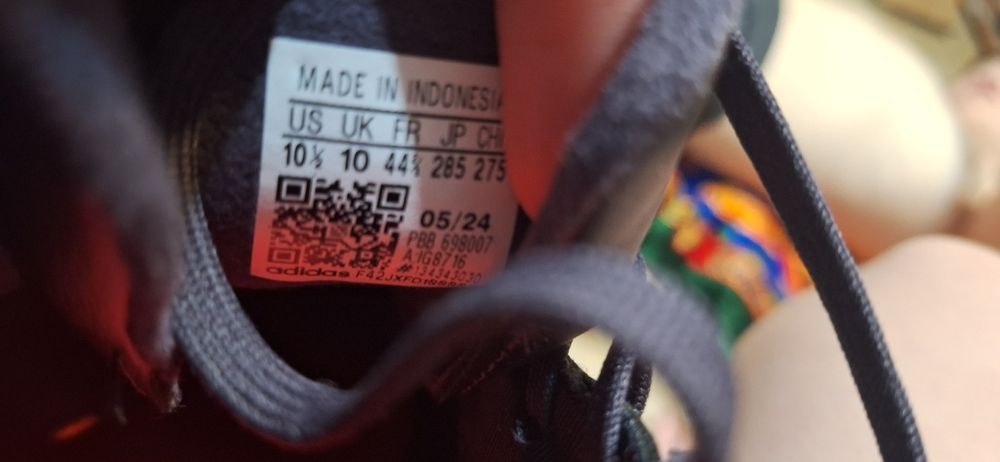 MADE IN INDONESIA
US UK FR JP CH
10½ 10 44⅔ 285 275
05/24
PBB 698007
A1G8716
adidas